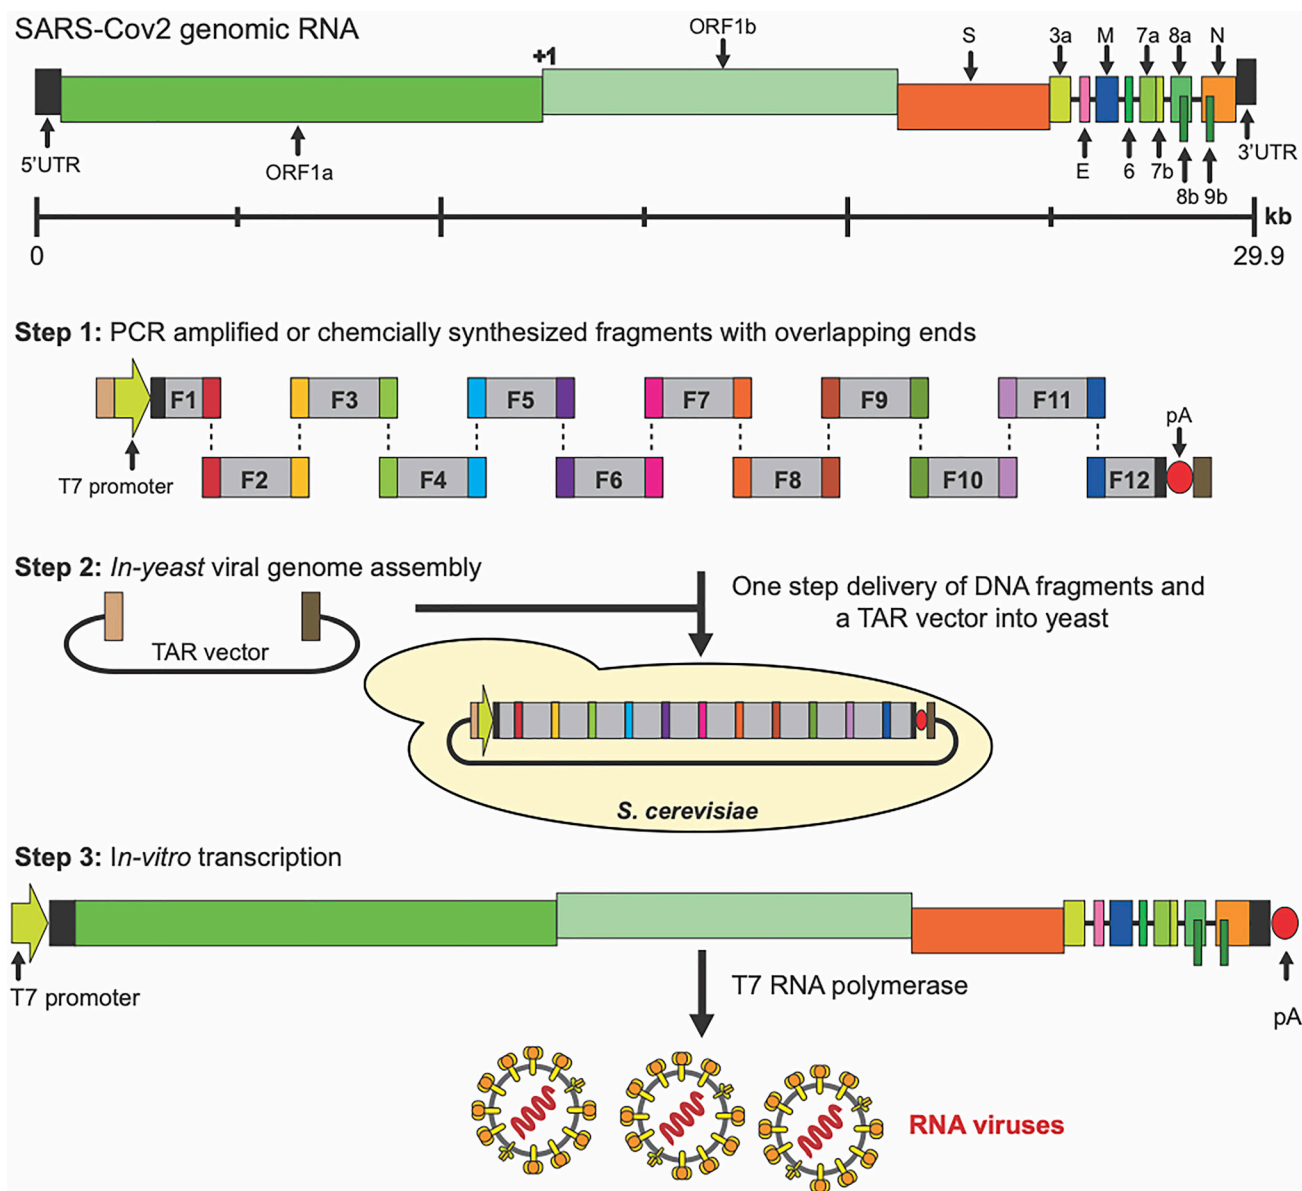 SARS-Cov2 genomic RNA
+1
ORF1b
S
3a
M
7a
8a
N
5'UTR
ORF1a
E
6
7b
8b
9b
3'UTR
kb
0
29.9
Step 1: PCR amplified or chemcially synthesized fragments with overlapping ends
F1
F3
F5
F7
F9
F11
pA
T7 promoter
F2
F4
F6
F8
F10
F12
Step 2: In-yeast viral genome assembly
One step delivery of DNA fragments and
a TAR vector into yeast
TAR vector
S. cerevisiae
Step 3: In-vitro transcription
T7 promoter
T7 RNA polymerase
pA
RNA viruses